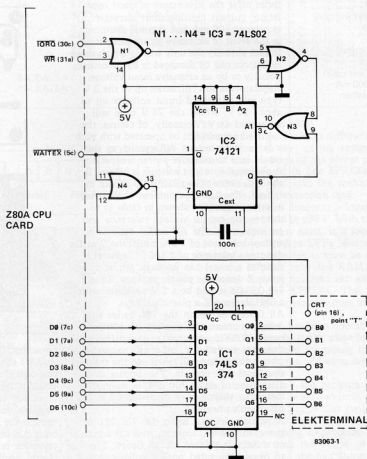 N1 ... N4 = IC3 = 74LS02
IORQ (30c)
WR (31a)
2
3
N1
1
14
5V
5
6
N2
4
7
14 9 5 4
VCC Ri B A2
IC2
74121
A1
3
10
N3
8
9
WAITEX (5c)
1
Q
Q
6
7
GND
Cext
10
11
100n
11
12
N4
13
Z80A CPU
CARD
5V
20
11
VCC
CL
CRT
(pin 16),
point "T"
D0 (7c) 3 D0 Q0 2 B0
D1 (7a) 4 D1 Q1 5 B1
D2 (8c) 7 D2 Q2 6 B2
D3 (8a) 8 D3 Q3 9 B3
D4 (9c) 13 D4 Q4 12 B4
D5 (9a) 14 D5 Q5 15 B5
D6 (10c) 17 D6 Q6 16 B6
18 D7 Q7 19 NC
IC1
74LS
374
OC GND
1 10
ELEKTERMINAL
83063-1